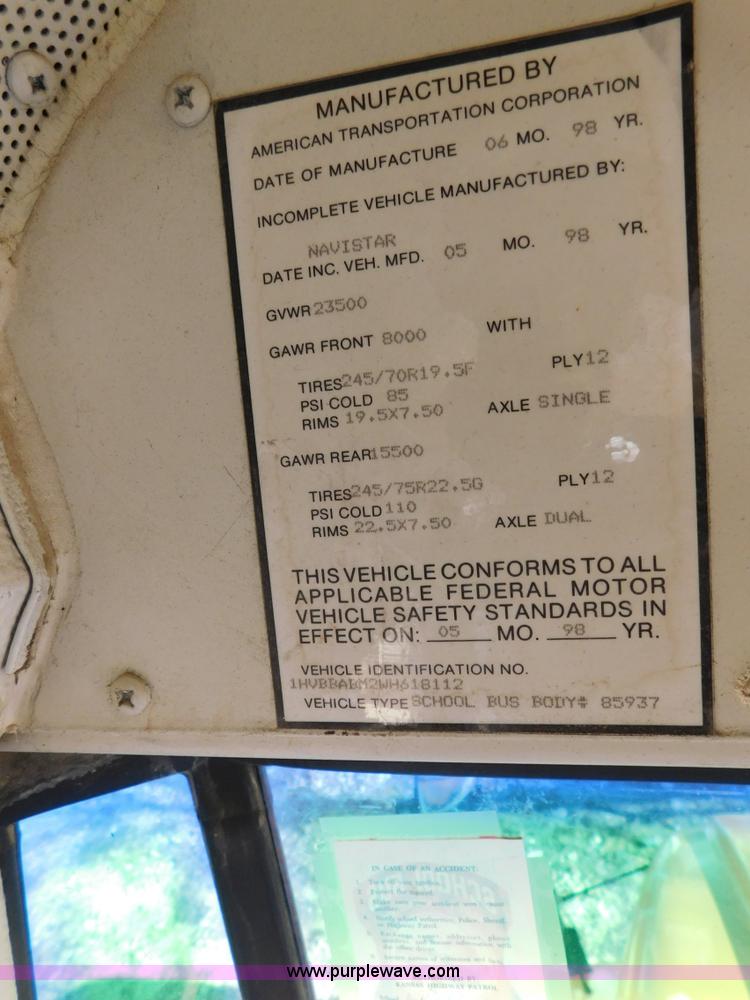 MANUFACTURED BY
AMERICAN TRANSPORTATION CORPORATION
DATE OF MANUFACTURE 06 MO. 98 YR.
INCOMPLETE VEHICLE MANUFACTURED BY:
NAVISTAR
DATE INC. VEH. MFD. 05 MO. 98 YR.
GVWR 23500
GAWR FRONT 8000 WITH
TIRES 245/70R19.5F PLY 12
PSI COLD 85
RIMS 19.5X7.50 AXLE SINGLE
GAWR REAR 15500
TIRES 245/75R22.5G PLY 12
PSI COLD 110
RIMS 22.5X7.50 AXLE DUAL
THIS VEHICLE CONFORMS TO ALL
APPLICABLE FEDERAL MOTOR
VEHICLE SAFETY STANDARDS IN
EFFECT ON: 05 MO. 98 YR.
VEHICLE IDENTIFICATION NO.
1HVBBABM2WH618112
VEHICLE TYPE SCHOOL BUS BODY# 85937
IN CASE OF AN ACCIDENT:
KANSAS HIGHWAY PATROL
www.purplewave.com